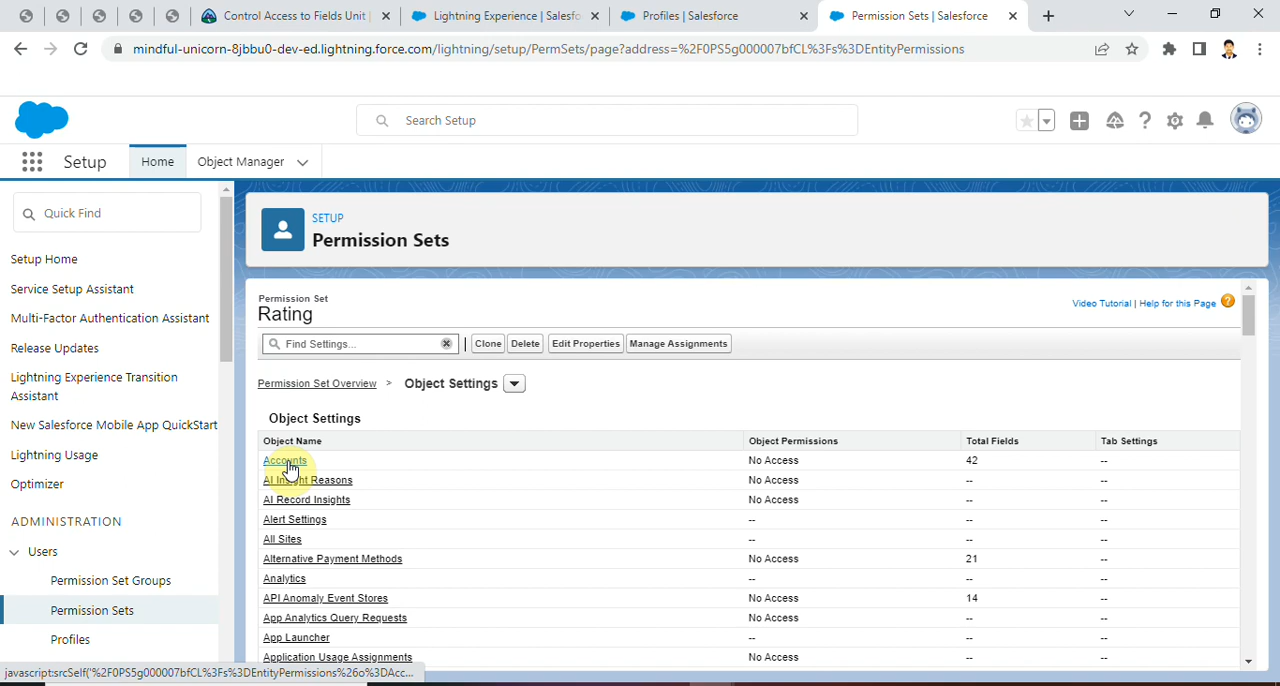 Control Access to Fields Unit
Lightning Experience | Salesfo
Profiles | Salesforce
Permission Sets | Salesforce
mindful-unicorn-8jbbu0-dev-ed.lightning.force.com/lightning/setup/PermSets/page?address=%2F0PS5g000007bfCL%3Fs%3DEntityPermissions
Search Setup
Setup
Home
Object Manager
Quick Find
Setup Home
Service Setup Assistant
Multi-Factor Authentication Assistant
Release Updates
Lightning Experience Transition
Assistant
New Salesforce Mobile App QuickStart
Lightning Usage
Optimizer
ADMINISTRATION
Users
Permission Set Groups
Permission Sets
Profiles
SETUP
Permission Sets
Permission Set
Rating
Video Tutorial | Help for this Page
Find Settings...
Clone
Delete
Edit Properties
Manage Assignments
Permission Set Overview > Object Settings
Object Settings
Object Name Object Permissions Total Fields Tab Settings
Accounts No Access 42 --
AI Insight Reasons No Access -- --
AI Record Insights No Access -- --
Alert Settings -- -- --
All Sites -- -- --
Alternative Payment Methods No Access 21 --
Analytics -- -- --
API Anomaly Event Stores No Access 14 --
App Analytics Query Requests No Access -- --
App Launcher -- -- --
Application Usage Assignments No Access -- --
javascript:srcSelf('%2F0PS5g000007bfCL%3Fs%3DEntityPermissions%26o%3DAcc...